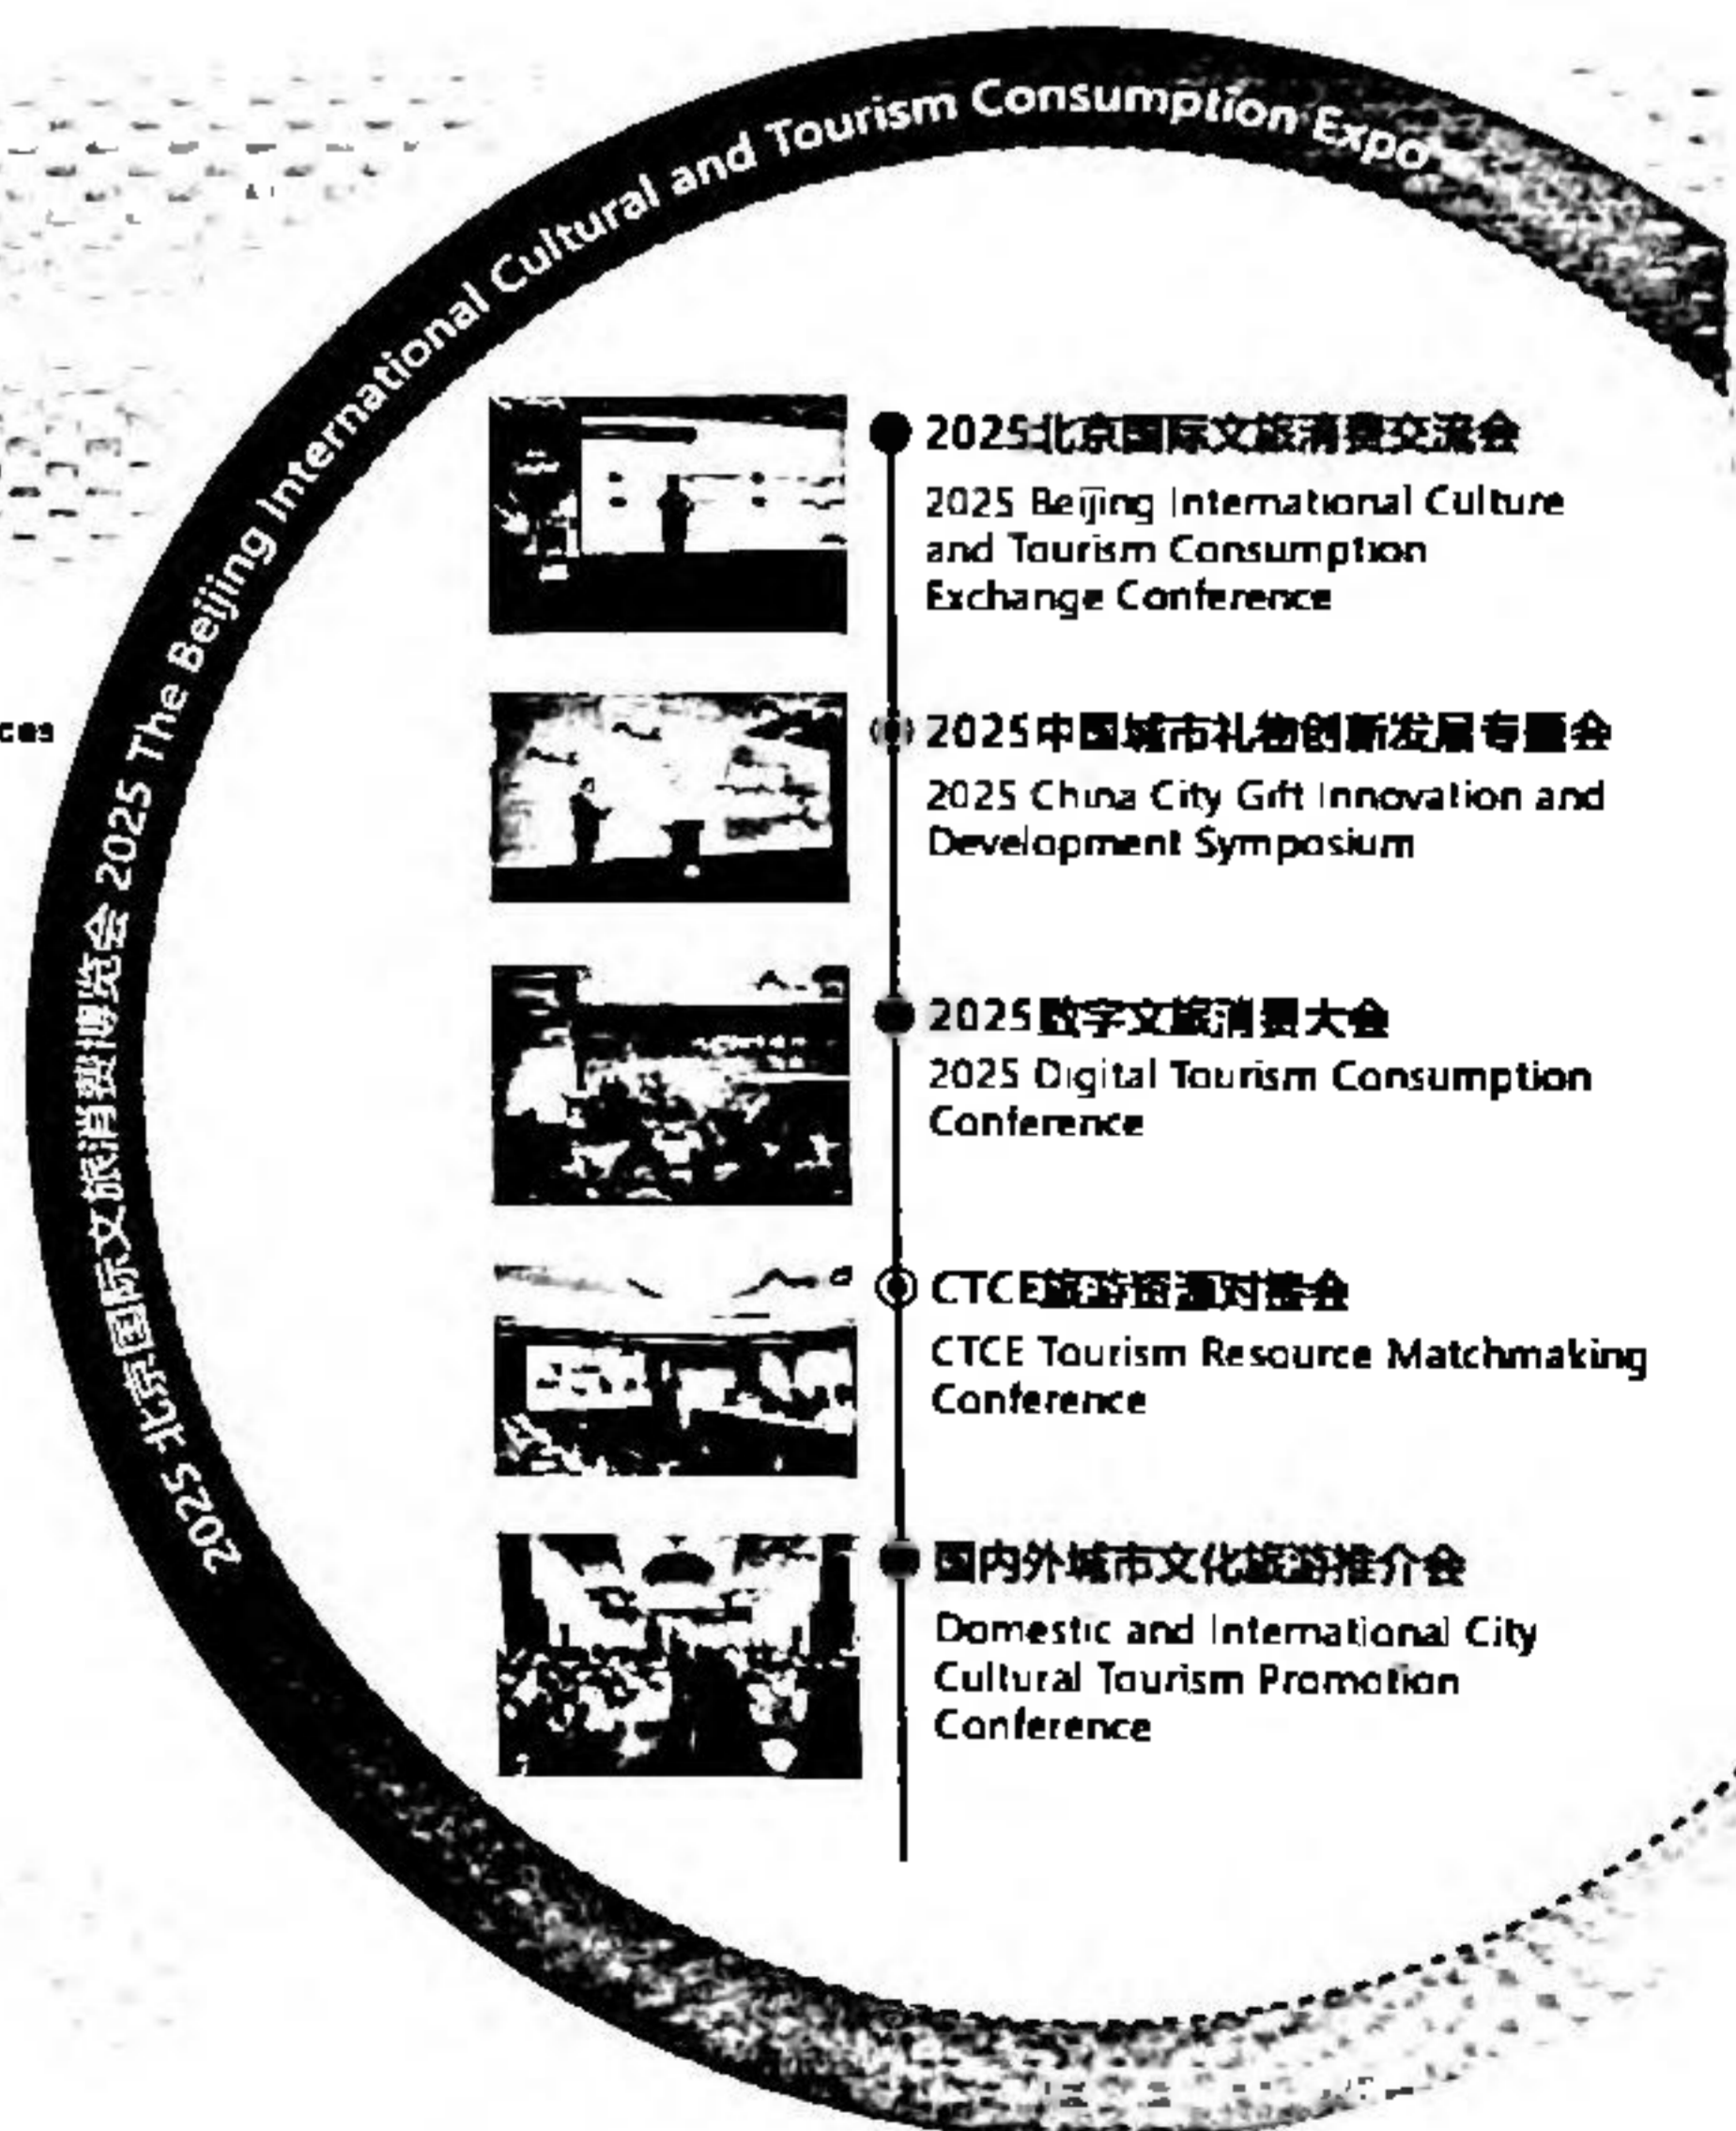 2025 北京国际文旅消费博览会 2025 The Beijing International Cultural and Tourism Consumption Expo
ces
2025北京国际文旅消费交流会
2025 Beijing International Culture
and Tourism Consumption
Exchange Conference
2025中国城市礼物创新发展专题会
2025 China City Gift Innovation and
Development Symposium
2025数字文旅消费大会
2025 Digital Tourism Consumption
Conference
CTCE旅游资源对接会
CTCE Tourism Resource Matchmaking
Conference
国内外城市文化旅游推介会
Domestic and International City
Cultural Tourism Promotion
Conference